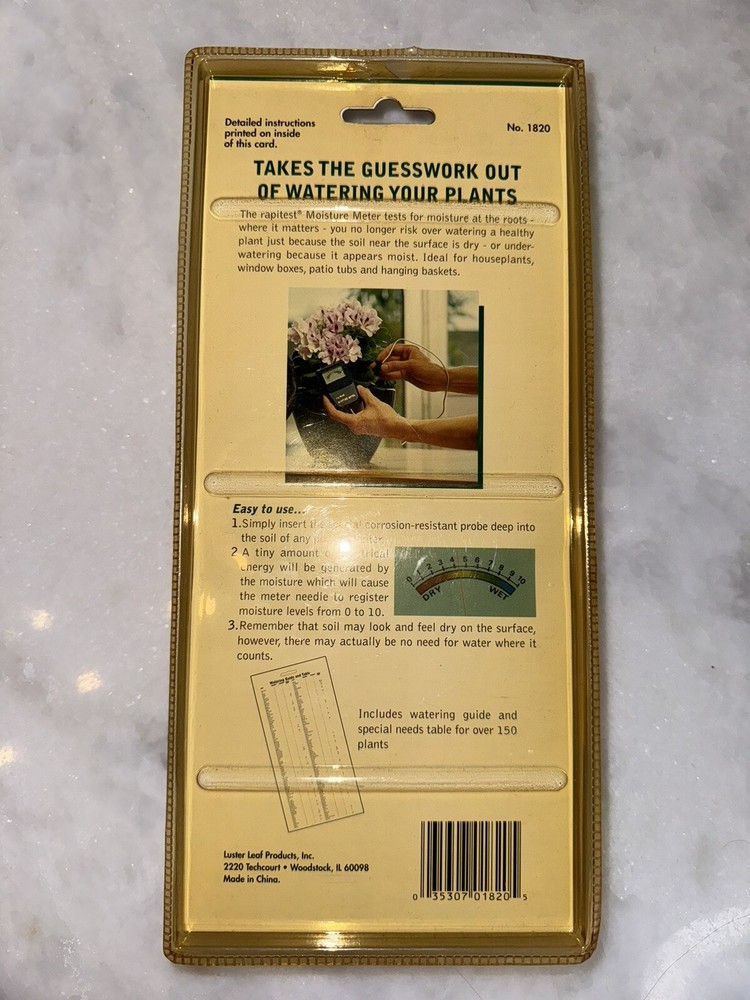 Detailed instructions
printed on inside
of this card.
No. 1820
TAKES THE GUESSWORK OUT
OF WATERING YOUR PLANTS
The rapitest® Moisture Meter tests for moisture at the roots -
where it matters - you no longer risk over watering a healthy
plant just because the soil near the surface is dry - or under-
watering because it appears moist. Ideal for houseplants,
window boxes, patio tubs and hanging baskets.
Easy to use...
1. Simply insert the special corrosion-resistant probe deep into
the soil of any
2. A tiny amount of electrical
energy will be generated by
the moisture which will cause
the meter needle to register
moisture levels from 0 to 10.
0 1 2 3 4 5 6 7 8 9 10
DRY WET
3. Remember that soil may look and feel dry on the surface,
however, there may actually be no need for water where it
counts.
Includes watering guide and
special needs table for over 150
plants
Luster Leaf Products, Inc.
2220 Techcourt • Woodstock, IL 60098
Made in China.
0 35307 01820 5